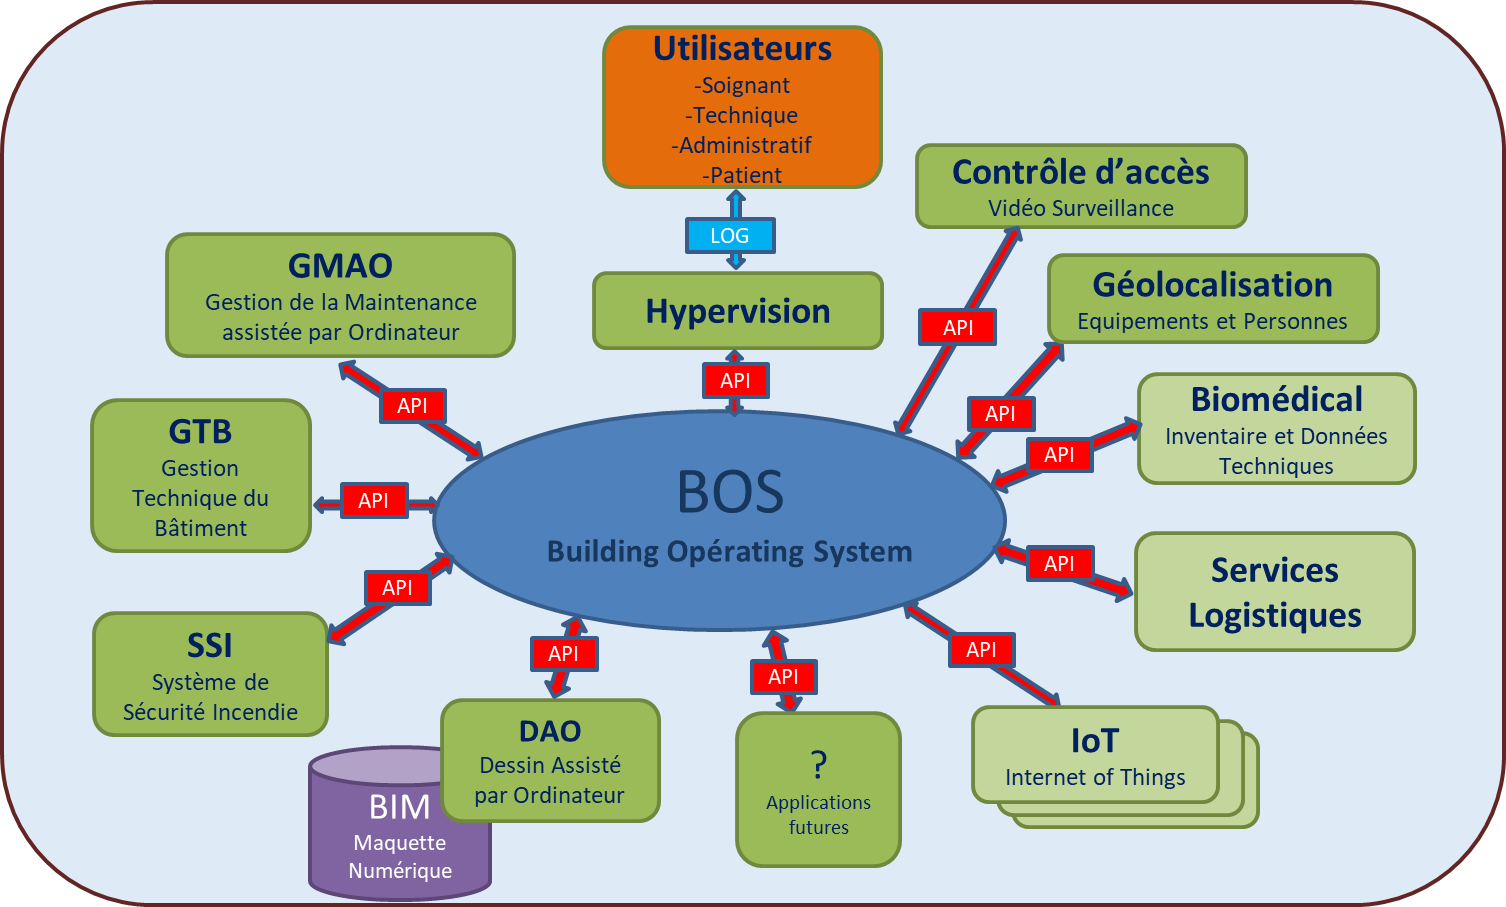 Utilisateurs
-Soignant
-Technique
-Administratif
-Patient
LOG
Hypervision
API
Contrôle d’accès
Vidéo Surveillance
API
Géolocalisation
Equipements et Personnes
API
Biomédical
Inventaire et Données
Techniques
API
Services
Logistiques
API
IoT
Internet of Things
API
?
Applications
futures
API
DAO
Dessin Assisté
par Ordinateur
API
BIM
Maquette
Numérique
SSI
Système de
Sécurité Incendie
API
GTB
Gestion
Technique du
Bâtiment
API
GMAO
Gestion de la Maintenance
assistée par Ordinateur
API
BOS
Building Opérating System